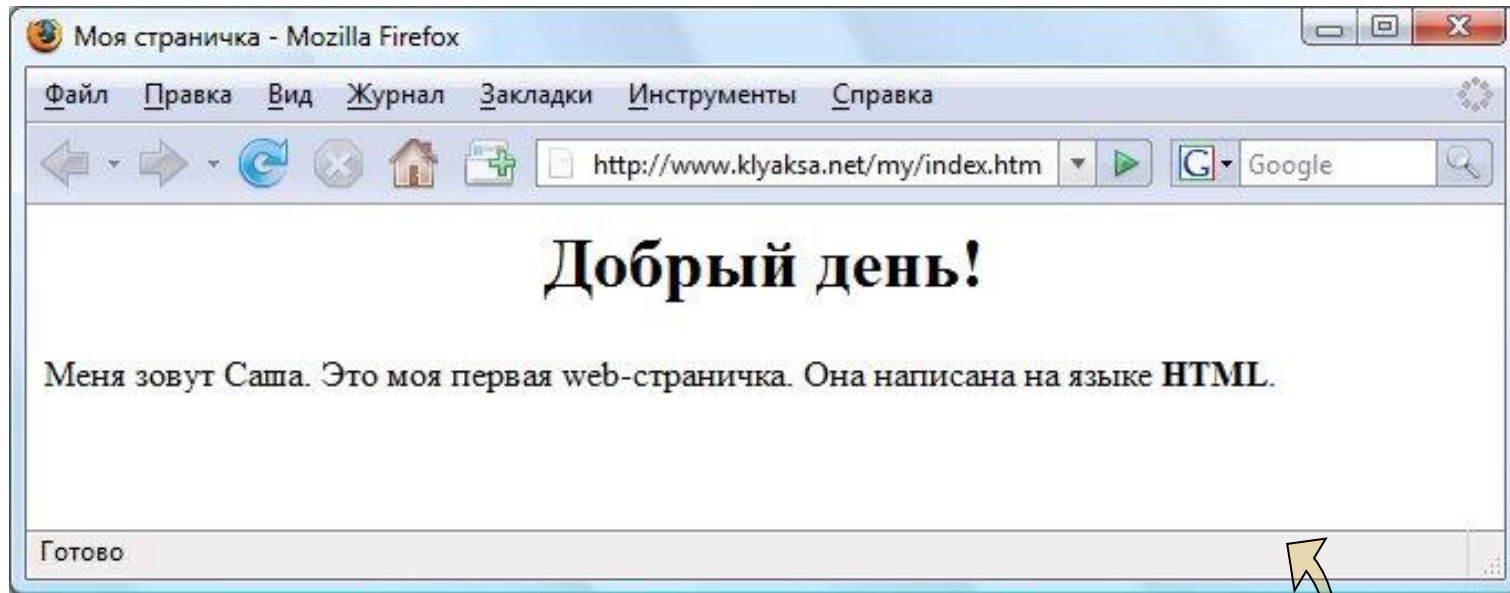 Моя страничка - Mozilla Firefox
Файл Правка Вид Журнал Закладки Инструменты Справка
http://www.klyaksa.net/my/index.htm G Google
Добрый день!
Меня зовут Саша. Это моя первая web-страничка. Она написана на языке HTML.
Готово